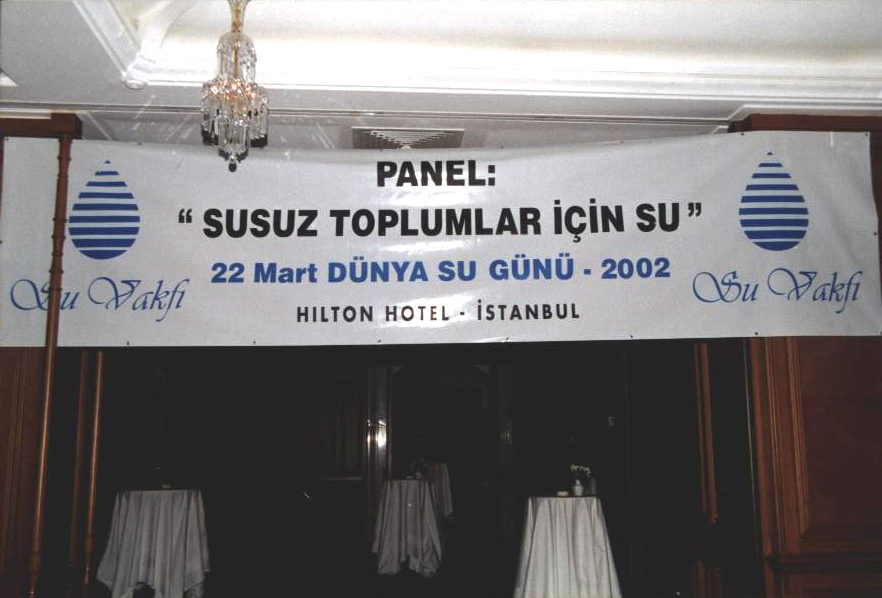 PANEL:
“ SUSUZ TOPLUMLAR İÇİN SU ”
22 Mart DÜNYA SU GÜNÜ - 2002
HILTON HOTEL - İSTANBUL
Su Vakfı
Su Vakfı